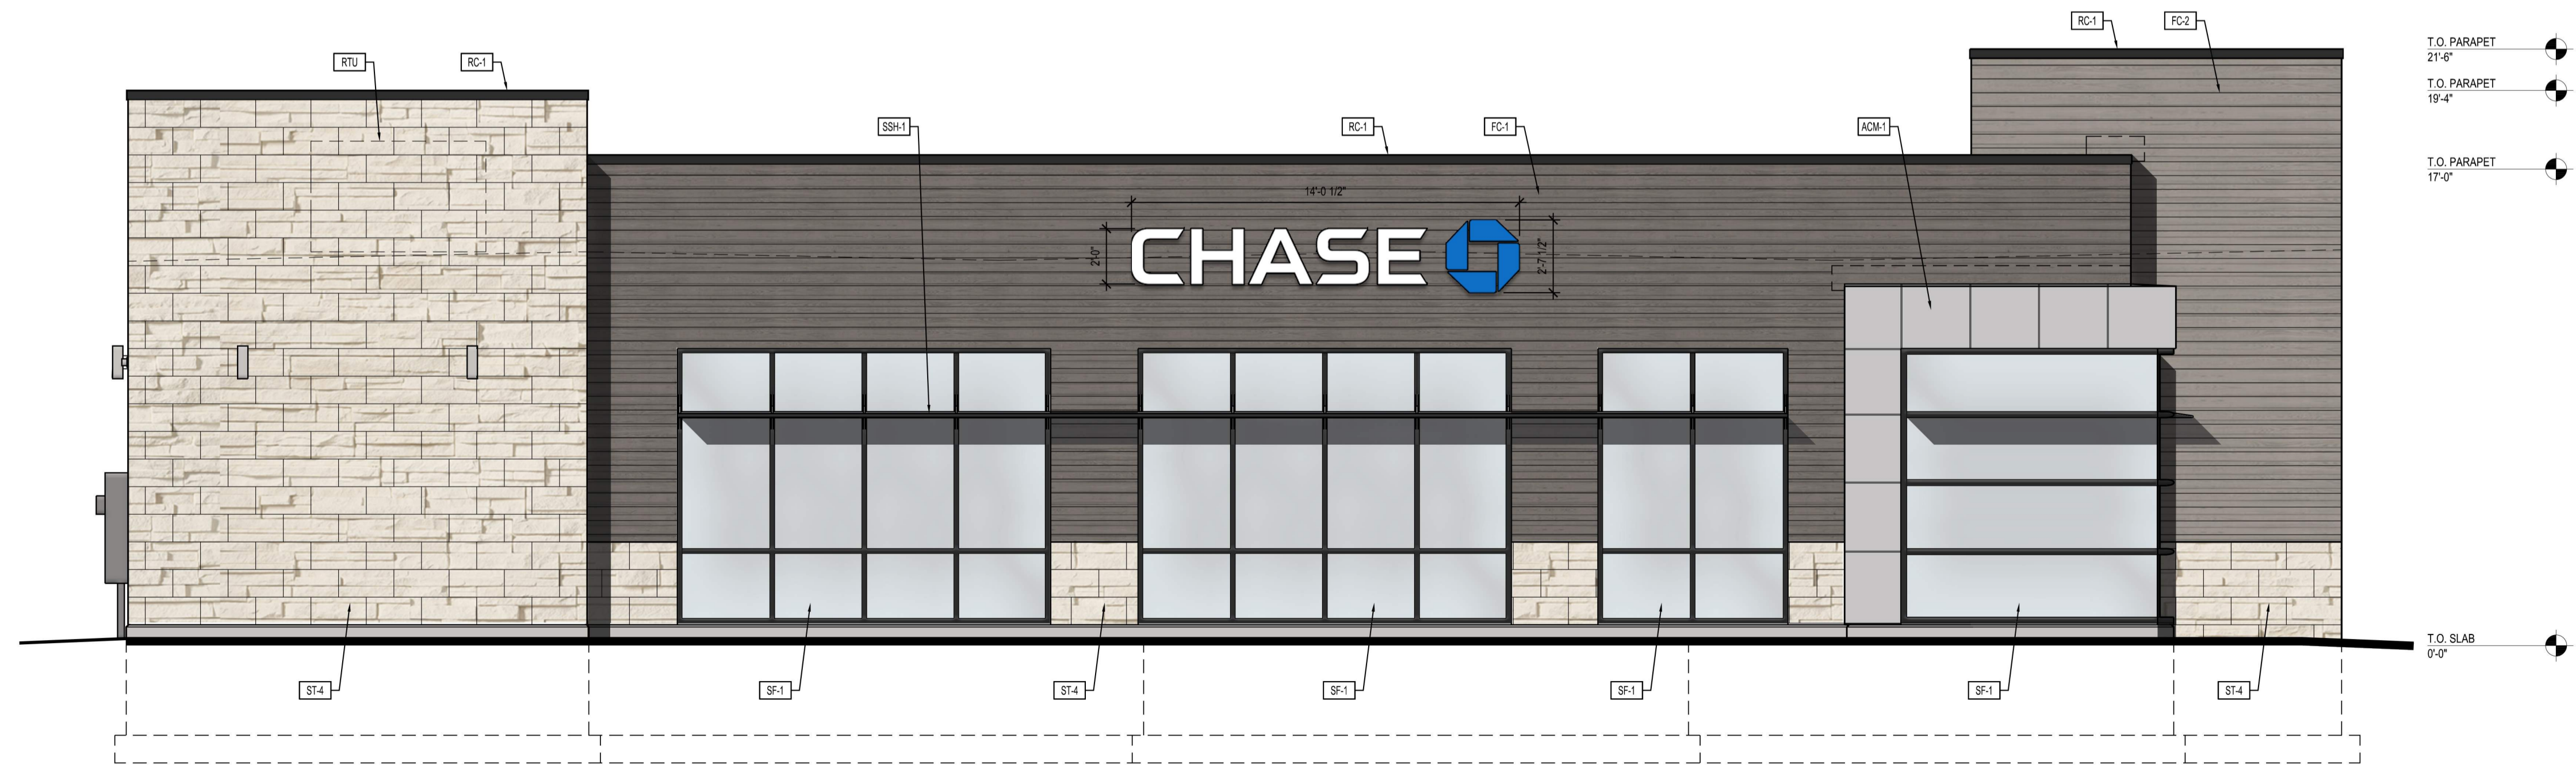 RC-1
FC-2
T.O. PARAPET
21'-6"
RTU
RC-1
T.O. PARAPET
19'-4"
SSH-1
RC-1
FC-1
ACM-1
T.O. PARAPET
17'-0"
14'-0 1/2"
2'-0"
CHASE
2'-7 1/2"
T.O. SLAB
0'-0"
ST-4
SF-1
ST-4
SF-1
SF-1
SF-1
ST-4